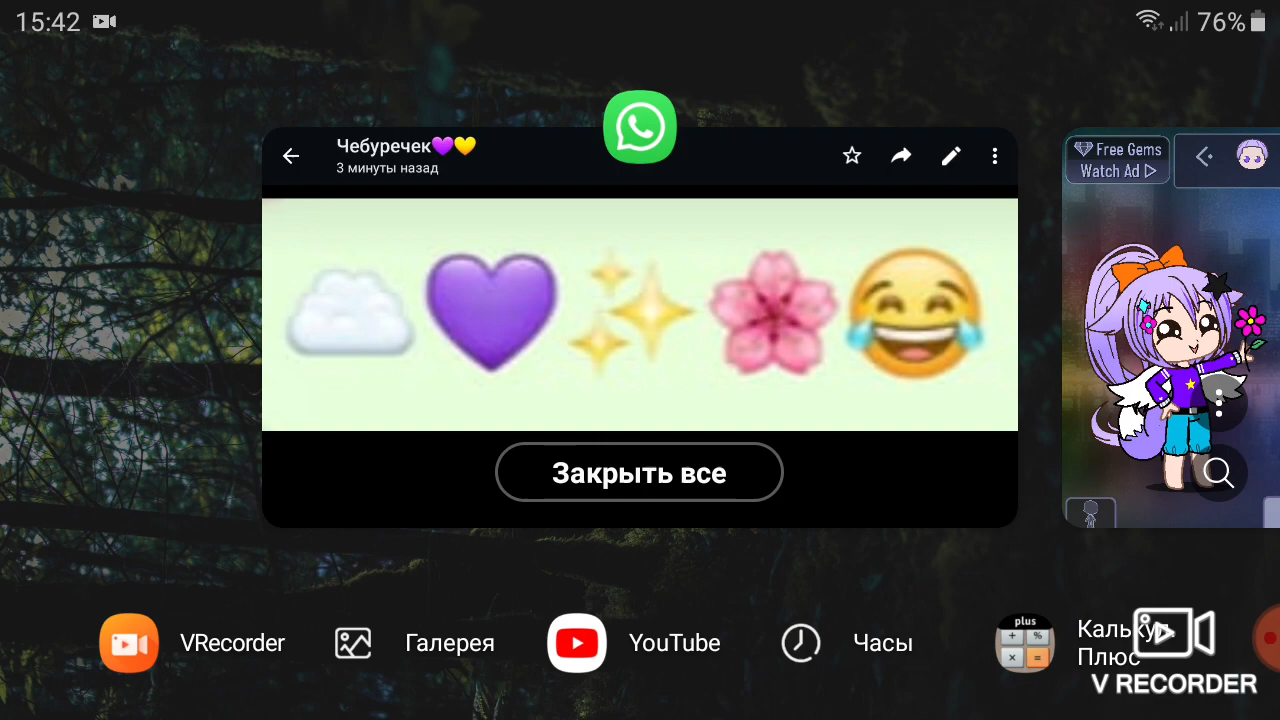 15:42
76%
Чебуречек💜💛
3 минуты назад
Free Gems
Watch Ad
Закрыть все
VRecorder
Галерея
YouTube
Часы
plus
Плюс
V RECORDER